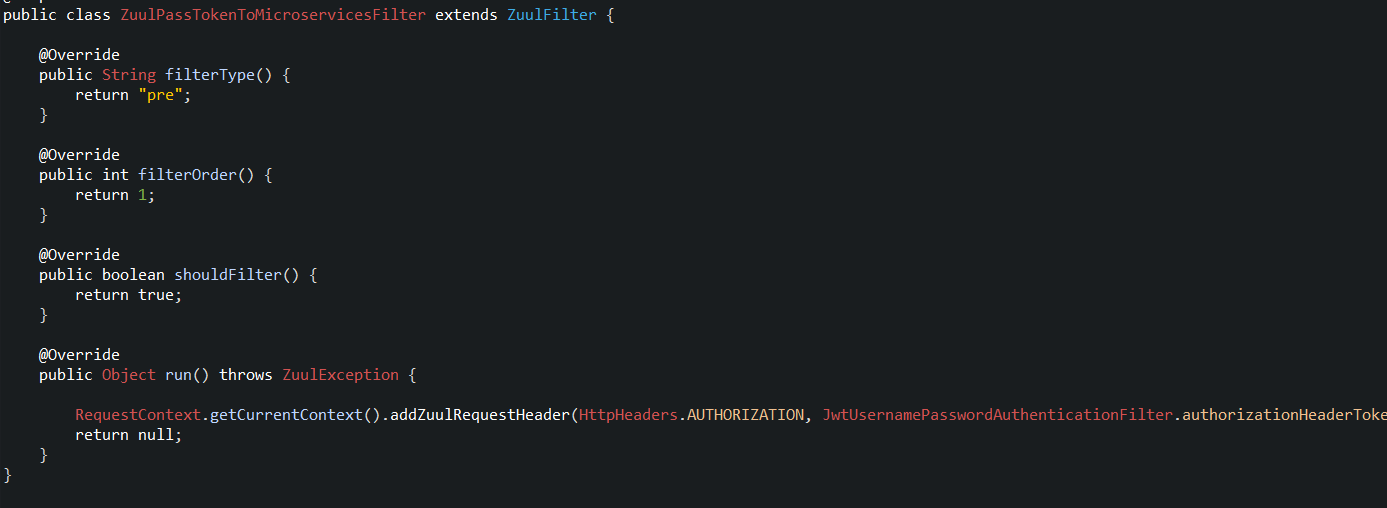 public class ZuulPassTokenToMicroservicesFilter extends ZuulFilter {
@Override
public String filterType() {
return "pre";
}
@Override
public int filterOrder() {
return 1;
}
@Override
public boolean shouldFilter() {
return true;
}
@Override
public Object run() throws ZuulException {
RequestContext.getCurrentContext().addZuulRequestHeader(HttpHeaders.AUTHORIZATION, JwtUsernamePasswordAuthenticationFilter.authorizationHeaderToke
return null;
}
}